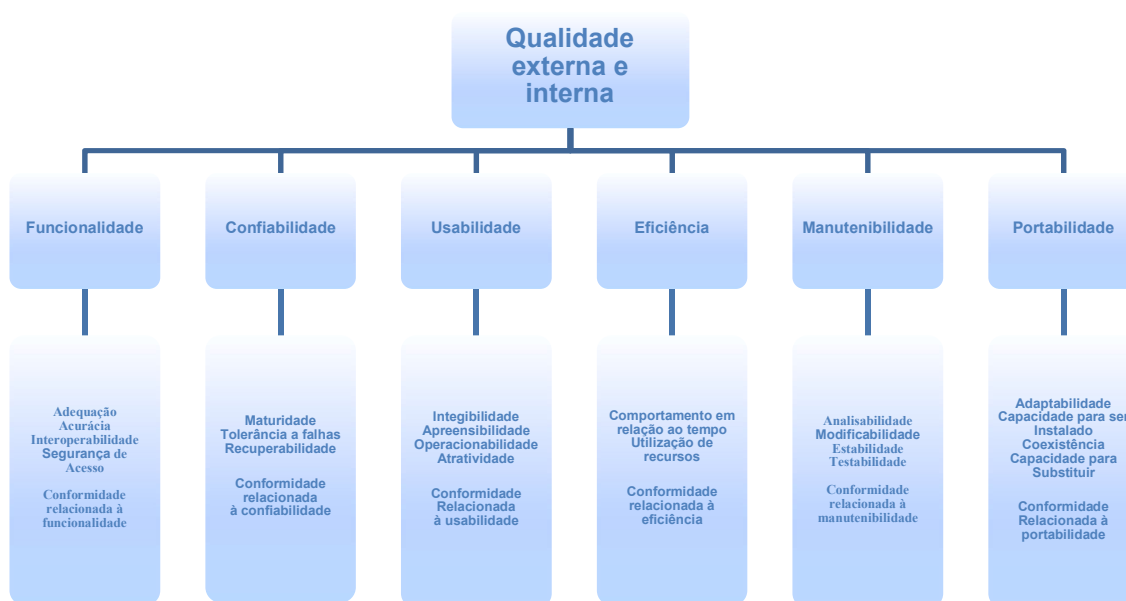 Qualidade
externa e
interna
Funcionalidade
Confiabilidade
Usabilidade
Eficiência
Manutenibilidade
Portabilidade
Adequação
Acurácia
Interoperabilidade
Segurança de
Acesso
Conformidade
relacionada à
funcionalidade
Maturidade
Tolerância a falhas
Recuperabilidade
Conformidade
relacionada
à confiabilidade
Integibilidade
Apreensibilidade
Operacionabilidade
Atratividade
Conformidade
Relacionada
à usabilidade
Comportamento em
relação ao tempo
Utilização de
recursos
Conformidade
relacionada à
eficiência
Analisabilidade
Modificabilidade
Estabilidade
Testabilidade
Conformidade
relacionada à
manutenibilidade
Adaptabilidade
Capacidade para ser
Instalado
Coexistência
Capacidade para
Substituir
Conformidade
Relacionada à
portabilidade